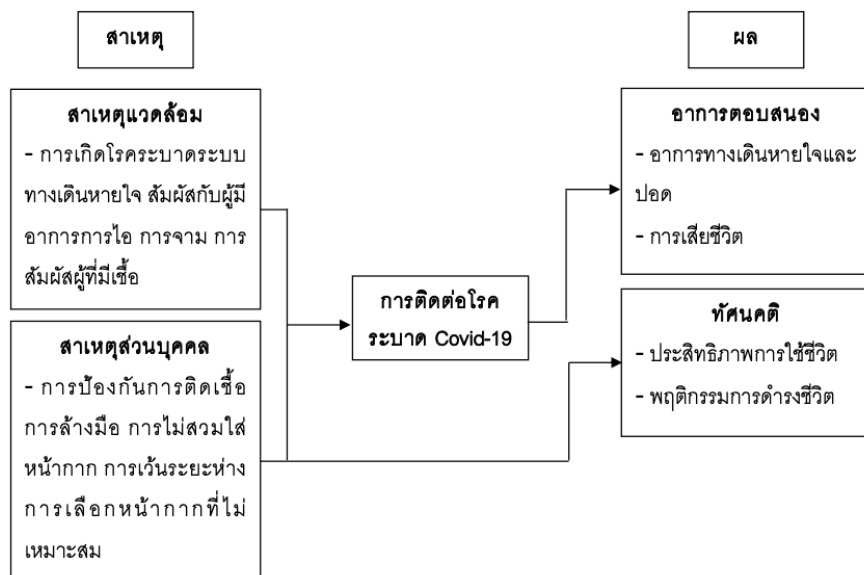 สาเหตุ
ผล
สาเหตุแวดล้อม
- การเกิดโรคระบาดระบบ
ทางเดินหายใจ สัมผัสกับผู้มี
อาการการไอ การจาม การ
สัมผัสผู้ที่มีเชื้อ
สาเหตุส่วนบุคคล
- การป้องกันการติดเชื้อ
การล้างมือ การไม่สวมใส่
หน้ากาก การเว้นระยะห่าง
การเลือกหน้ากากที่ไม่
เหมาะสม
การติดต่อโรค
ระบาด Covid-19
อาการตอบสนอง
- อาการทางเดินหายใจและ
ปอด
- การเสียชีวิต
ทัศนคติ
- ประสิทธิภาพการใช้ชีวิต
- พฤติกรรมการดำรงชีวิต